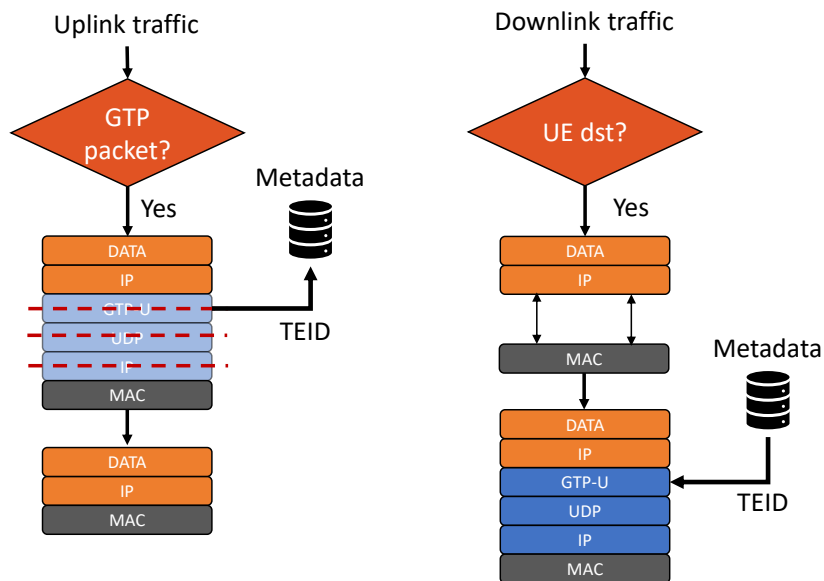 Uplink traffic
GTP
packet?
Yes
Metadata
DATA
IP
GTP-U
UDP
IP
MAC
TEID
DATA
IP
MAC
Downlink traffic
UE dst?
Yes
DATA
IP
MAC
Metadata
DATA
IP
GTP-U
UDP
IP
MAC
TEID